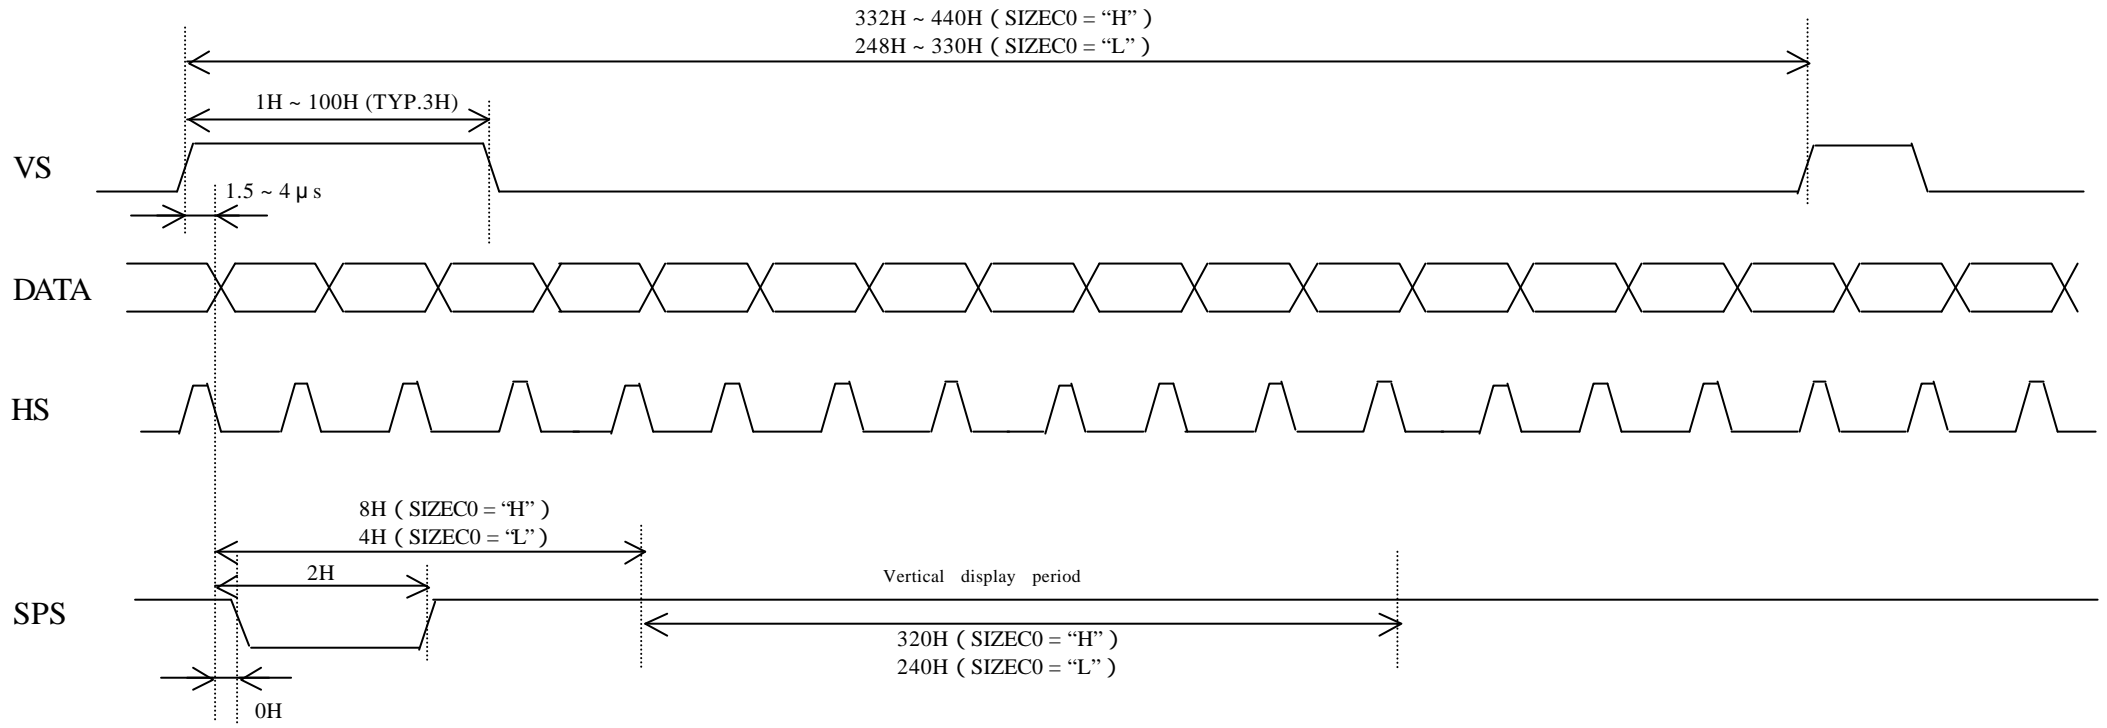 332H ~ 440H ( SIZEC0 = “H” )
248H ~ 330H ( SIZEC0 = “L” )
1H ~ 100H (TYP.3H)
VS
1.5 ~ 4 μ s
DATA
HS
8H ( SIZEC0 = “H” )
4H ( SIZEC0 = “L” )
2H
Vertical display period
SPS
320H ( SIZEC0 = “H” )
240H ( SIZEC0 = “L” )
0H